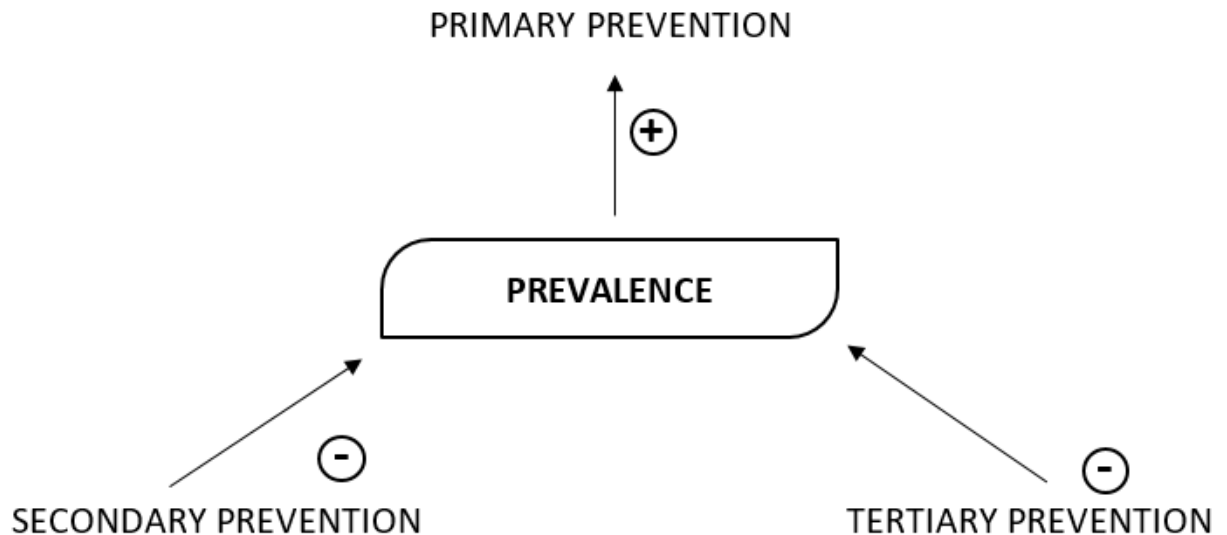 PRIMARY PREVENTION
+
PREVALENCE
-
-
SECONDARY PREVENTION
TERTIARY PREVENTION